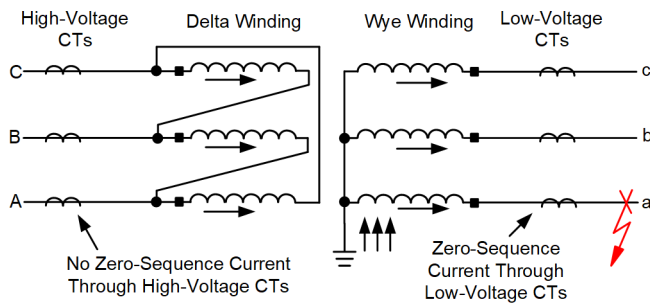 High-Voltage
CTs
Delta Winding
Wye Winding
Low-Voltage
CTs
C
c
B
b
A
a
No Zero-Sequence Current
Through High-Voltage CTs
Zero-Sequence
Current Through
Low-Voltage CTs